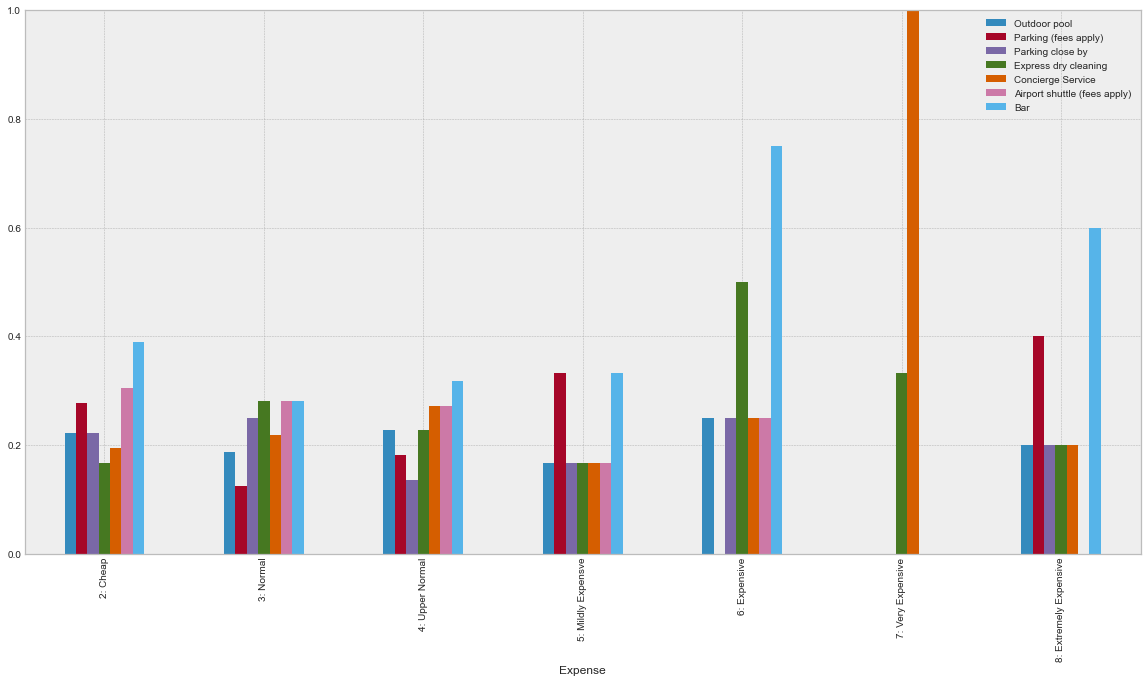 1.0
0.8
0.6
0.4
0.2
0.0
Outdoor pool
Parking (fees apply)
Parking close by
Express dry cleaning
Concierge Service
Airport shuttle (fees apply)
Bar
2: Cheap
3: Normal
4: Upper Normal
5: Mildly Expensve
6: Expensive
7: Very Expensive
8: Extremely Expensive
Expense